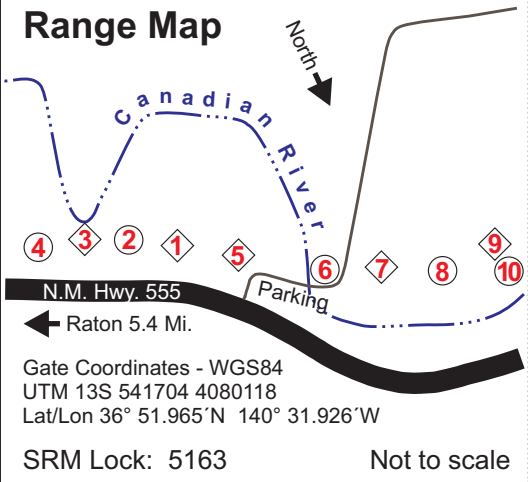 Range Map
North
Canadian River
4
3
2
1
5
6
7
8
9
10
N.M. Hwy. 555
Parking
Raton 5.4 Mi.
Gate Coordinates - WGS84
UTM 13S 541704 4080118
Lat/Lon 36° 51.965´N 140° 31.926´W
SRM Lock: 5163
Not to scale